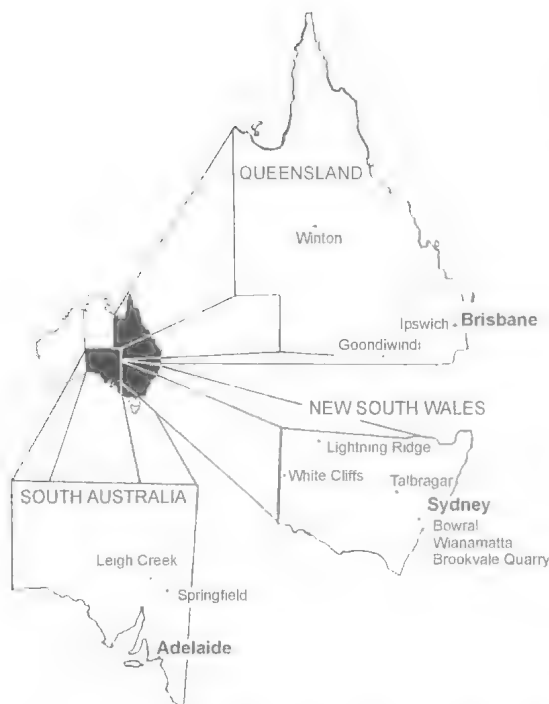 QUEENSLAND
Winton
Ipswich
Brisbane
Goondiwindi
NEW SOUTH WALES
Lightning Ridge
White Cliffs
Talbragar
Sydney
Bowral
Wianamatta
Brookvale Quarry
SOUTH AUSTRALIA
Leigh Creek
Springfield
Adelaide